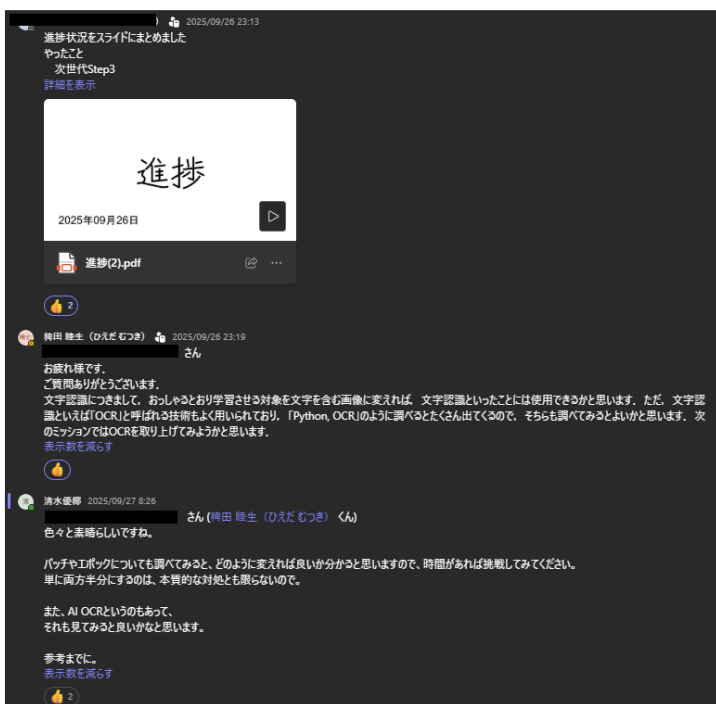 ) 2025/09/26 23:13
進捗状況をスライドにまとめました
やったこと
次世代Step3
詳細を表示
進捗
2025年09月26日
進捗(2).pdf
2
稗田 睦生（ひえだ むつき） 2025/09/26 23:19
さん
お疲れ様です．
ご質問ありがとうございます．
文字認識につきまして，おっしゃるとおり学習させる対象を文字を含む画像に変えれば，文字認識といったことには使用できるかと思います．ただ，文字認
識といえば「OCR」と呼ばれる技術もよく用いられており，「Python, OCR」のように調べるとたくさん出てくるので，そちらも調べてみるとよいかと思います．次
のミッションではOCRを取り上げてみようかと思います．
表示数を減らす
清水優椰 2025/09/27 8:26
さん (稗田 睦生（ひえだ むつき） くん)
色々と素晴らしいですね。
バッチやエポックについても調べてみると、どのように変えれば良いか分かると思いますので、時間があれば挑戦してみてください。
単に両方半分にするのは、本質的な対処とも限らないので。
また、AI OCRというのもあって、
それも見てみると良いかなと思います。
参考までに。
表示数を減らす
2